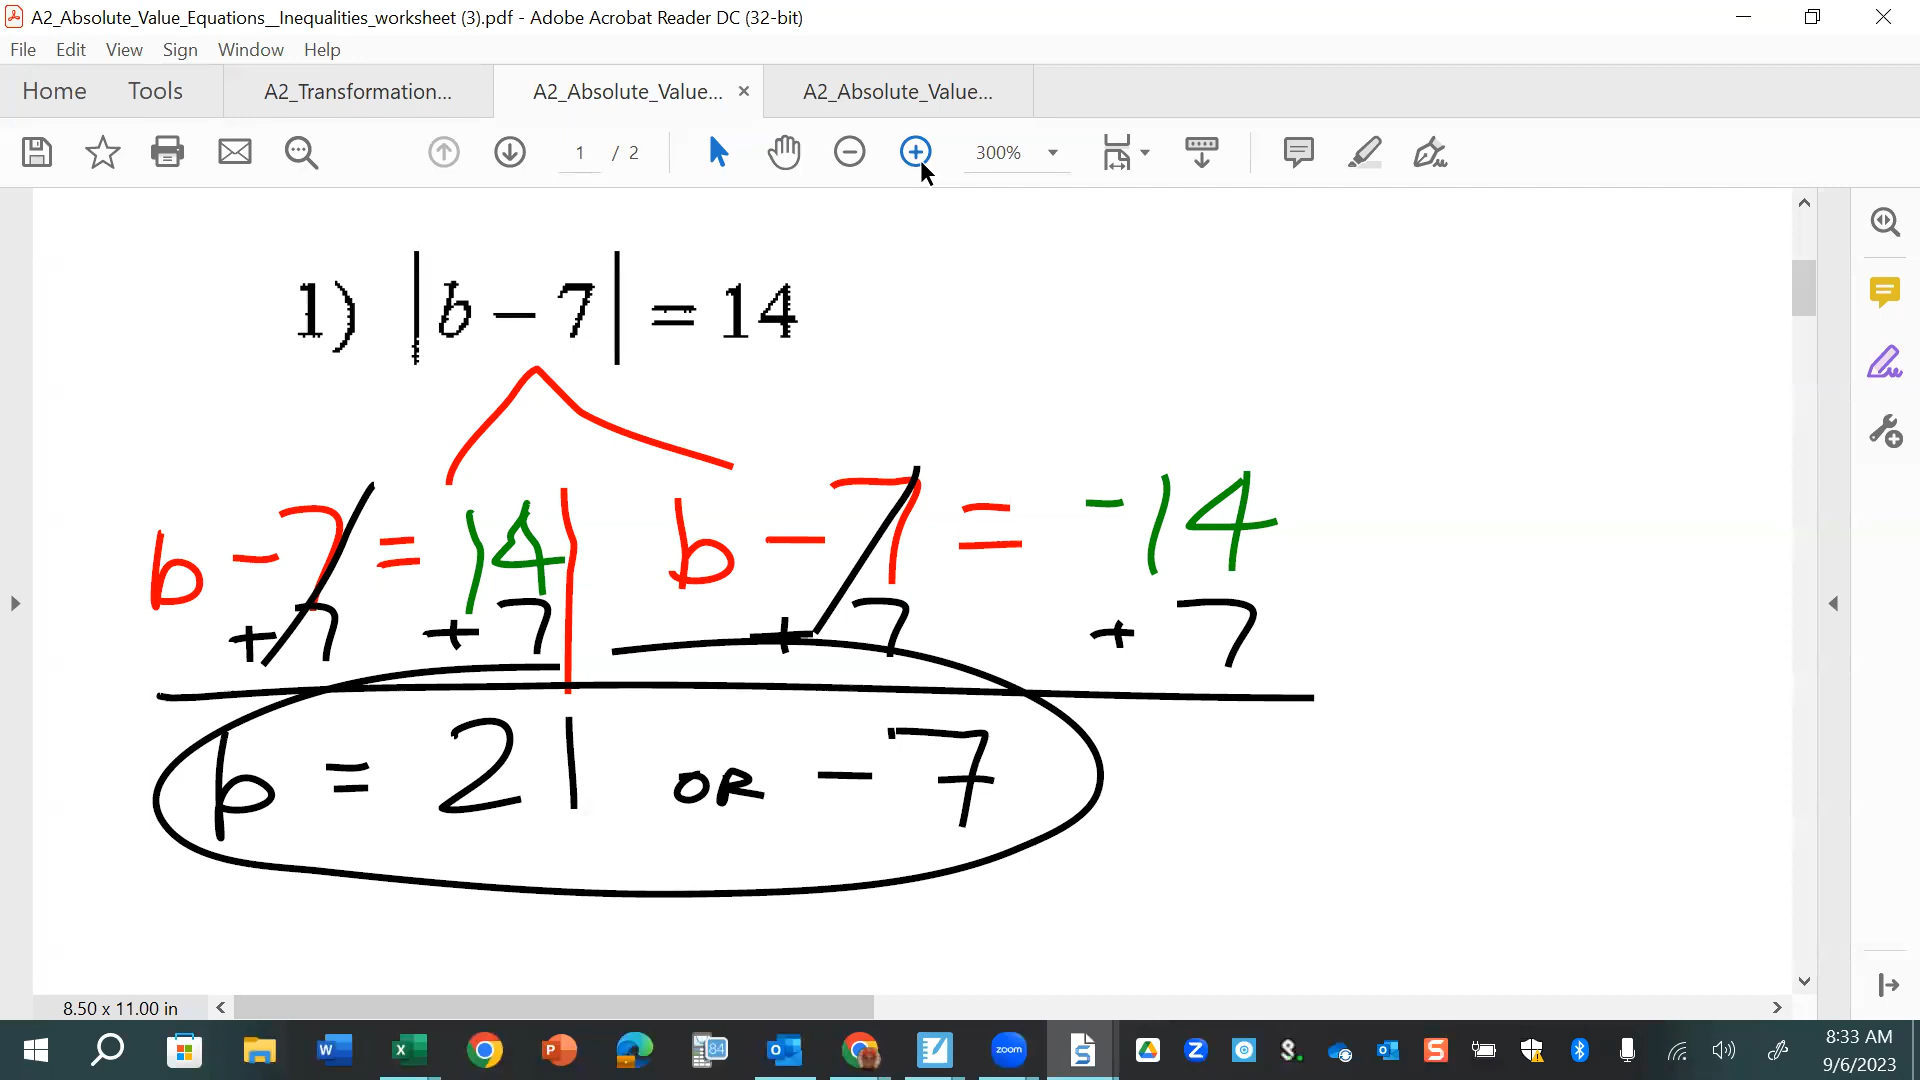 A2_Absolute_Value_Equations__Inequalities_worksheet (3).pdf - Adobe Acrobat Reader DC (32-bit)
File Edit View Sign Window Help
Home Tools A2_Transformation... A2_Absolute_Value... × A2_Absolute_Value...
1 / 2 300%
1) |b – 7| = 14
b - 7 = 14 b - 7 = -14
+ 7 + 7 + 7 + 7
b = 21 OR - 7
8.50 x 11.00 in
84 zoom
8:33 AM
9/6/2023